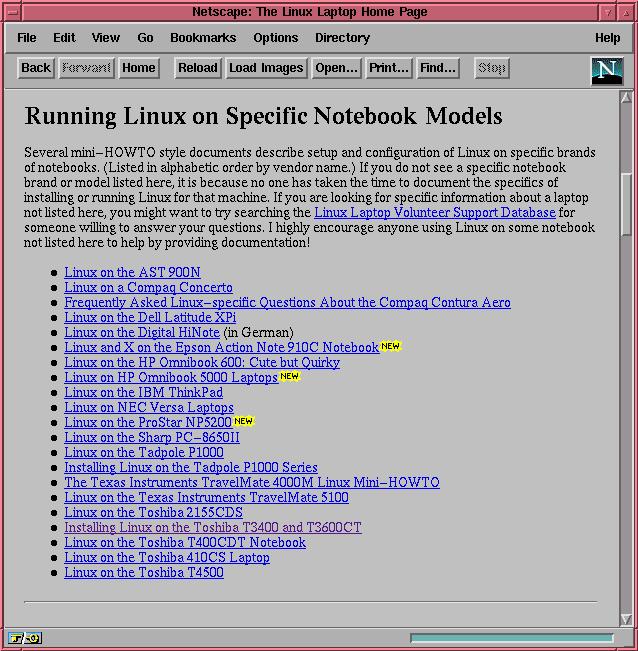 Netscape: The Linux Laptop Home Page
File Edit View Go Bookmarks Options Directory Help
Back Forward Home Reload Load Images Open... Print... Find... Stop
N
Running Linux on Specific Notebook Models
Several mini-HOWTO style documents describe setup and configuration of Linux on specific brands
of notebooks. (Listed in alphabetic order by vendor name.) If you do not see a specific notebook
brand or model listed here, it is because no one has taken the time to document the specifics of
installing or running Linux for that machine. If you are looking for specific information about a laptop
not listed here, you might want to try searching the Linux Laptop Volunteer Support Database for
someone willing to answer your questions. I highly encourage anyone using Linux on some notebook
not listed here to help by providing documentation!
Linux on the AST 900N
Linux on a Compaq Concerto
Frequently Asked Linux-specific Questions About the Compaq Contura Aero
Linux on the Dell Latitude XPi
Linux on the Digital HiNote (in German)
Linux and X on the Epson Action Note 910C Notebook NEW
Linux on the HP Omnibook 600: Cute but Quirky
Linux on HP Omnibook 5000 Laptops NEW
Linux on the IBM ThinkPad
Linux on NEC Versa Laptops
Linux on the ProStar NP5200 NEW
Linux on the Sharp PC-8650II
Linux on the Tadpole P1000
Installing Linux on the Tadpole P1000 Series
The Texas Instruments TravelMate 4000M Linux Mini-HOWTO
Linux on the Texas Instruments TravelMate 5100
Linux on the Toshiba 2155CDS
Installing Linux on the Toshiba T3400 and T3600CT
Linux on the Toshiba T400CDT Notebook
Linux on the Toshiba 410CS Laptop
Linux on the Toshiba T4500